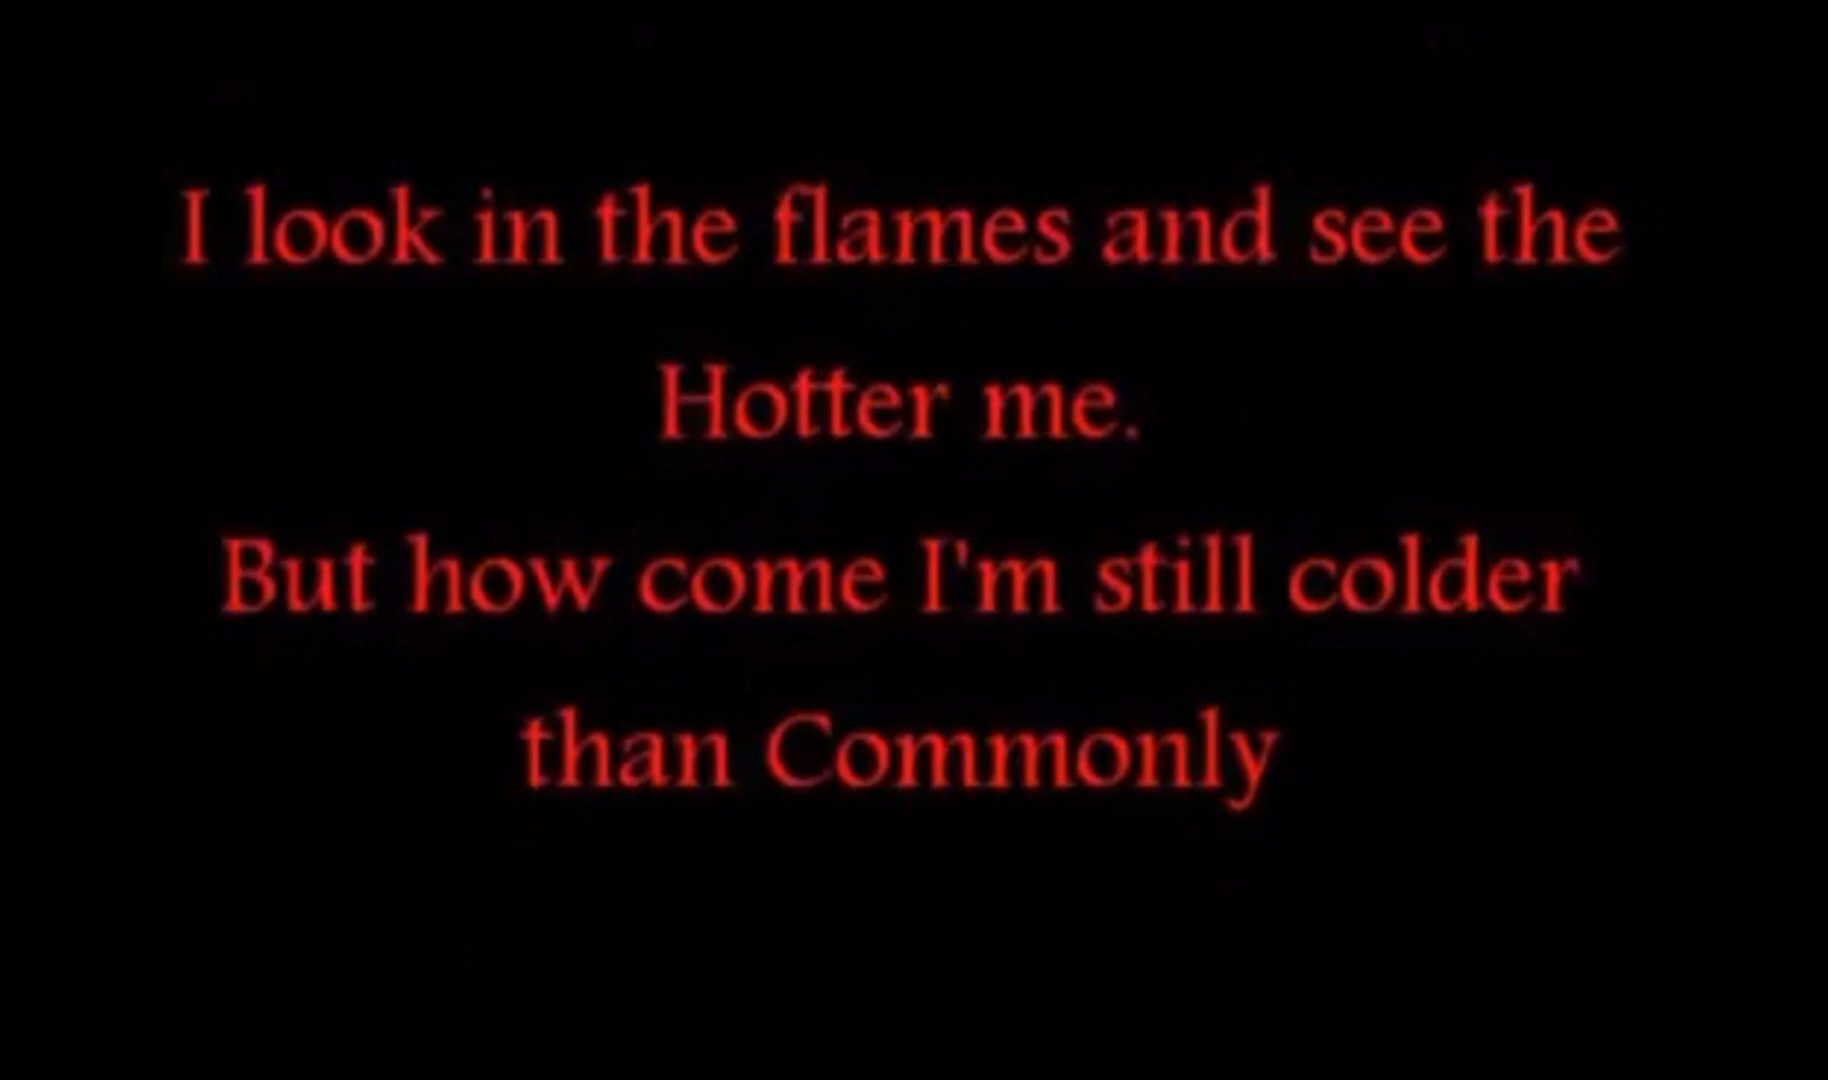 I look in the flames and see the
Hotter me.
But how come I'm still colder
than Commonly